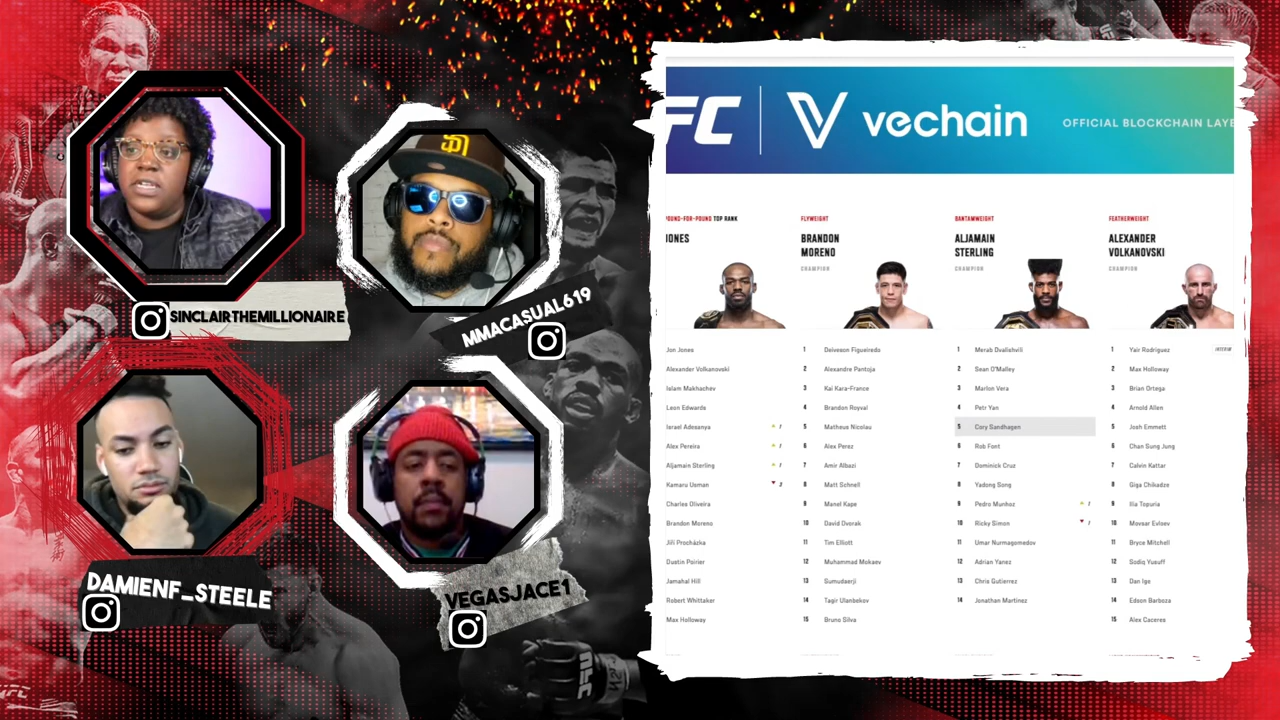 SINCLAIRTHEMILLIONAIRE
MMACASUAL619
DAMIENF_STEELE
VEGASJACE1
FC vechain OFFICIAL BLOCKCHAIN LAYE
POUND-FOR-POUND TOP RANK
JONES
Jon Jones
Alexander Volkanovski
Islam Makhachev
Leon Edwards
Israel Adesanya
Alex Pereira
Aljamain Sterling
Kamaru Usman
Charles Oliveira
Brandon Moreno
Jiří Procházka
Dustin Poirier
Jamahal Hill
Robert Whittaker
Max Holloway
FLYWEIGHT
BRANDON
MORENO
CHAMPION
1 Deiveson Figueiredo
2 Alexandre Pantoja
3 Kai Kara-France
4 Brandon Royval
5 Matheus Nicolau
6 Alex Perez
7 Amir Albazi
8 Matt Schnell
9 Manel Kape
10 David Dvorak
11 Tim Elliott
12 Muhammad Mokaev
13 Sumudaerji
14 Tagir Ulanbekov
15 Bruno Silva
BANTAMWEIGHT
ALJAMAIN
STERLING
CHAMPION
1 Merab Dvalishvili
2 Sean O'Malley
3 Marlon Vera
4 Petr Yan
5 Cory Sandhagen
6 Rob Font
7 Dominick Cruz
8 Yadong Song
9 Pedro Munhoz
10 Ricky Simon
11 Umar Nurmagomedov
12 Adrian Yanez
13 Chris Gutierrez
14 Jonathan Martinez
FEATHERWEIGHT
ALEXANDER
VOLKANOVSKI
CHAMPION
1 Yair Rodriguez INTERIM
2 Max Holloway
3 Brian Ortega
4 Arnold Allen
5 Josh Emmett
6 Chan Sung Jung
7 Calvin Kattar
8 Giga Chikadze
9 Ilia Topuria
10 Movsar Evloev
11 Bryce Mitchell
12 Sodiq Yusuff
13 Dan Ige
14 Edson Barboza
15 Alex Caceres